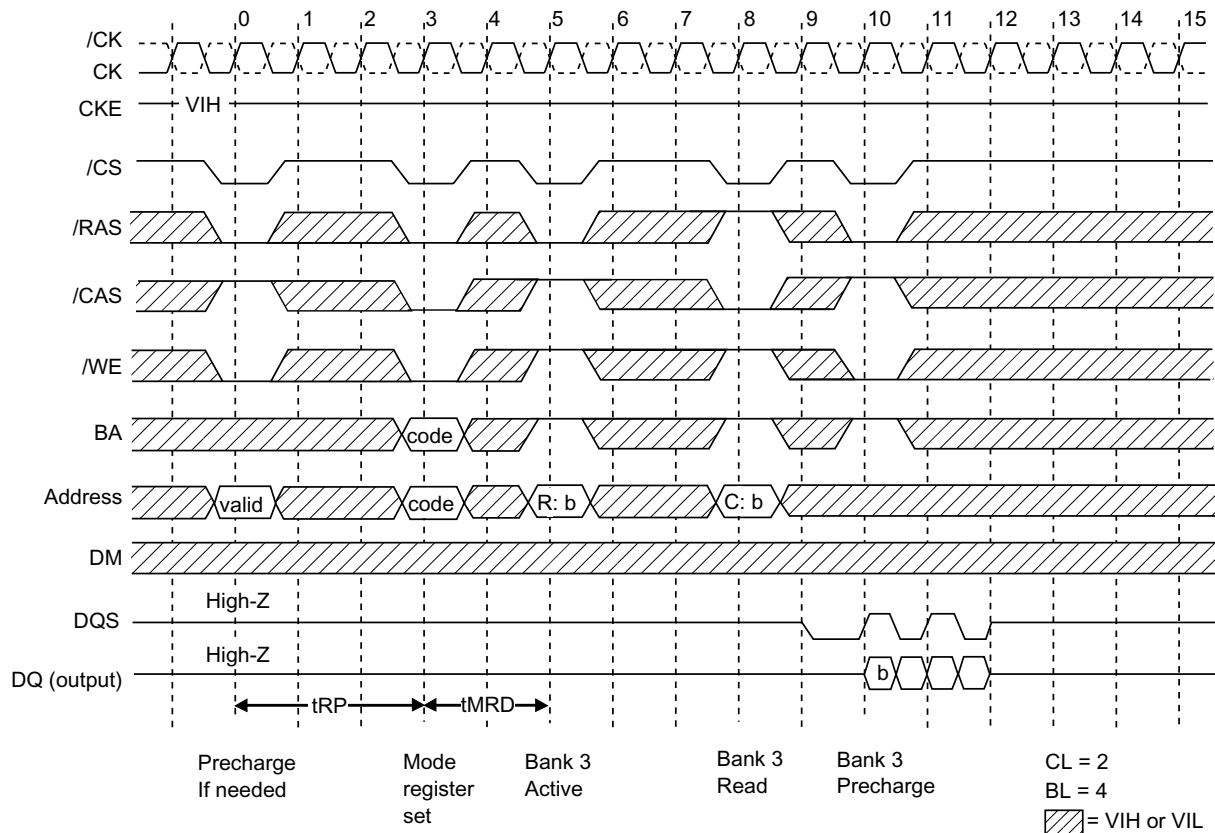 0 1 2 3 4 5 6 7 8 9 10 11 12 13 14 15
/CK
CK
CKE VIH
/CS
/RAS
/CAS
/WE
BA code
Address valid code R: b C: b
DM
High-Z
DQS
High-Z
DQ (output) b
tRP tMRD
Precharge If needed
Mode register set
Bank 3 Active
Bank 3 Read
Bank 3 Precharge
CL = 2
BL = 4
= VIH or VIL